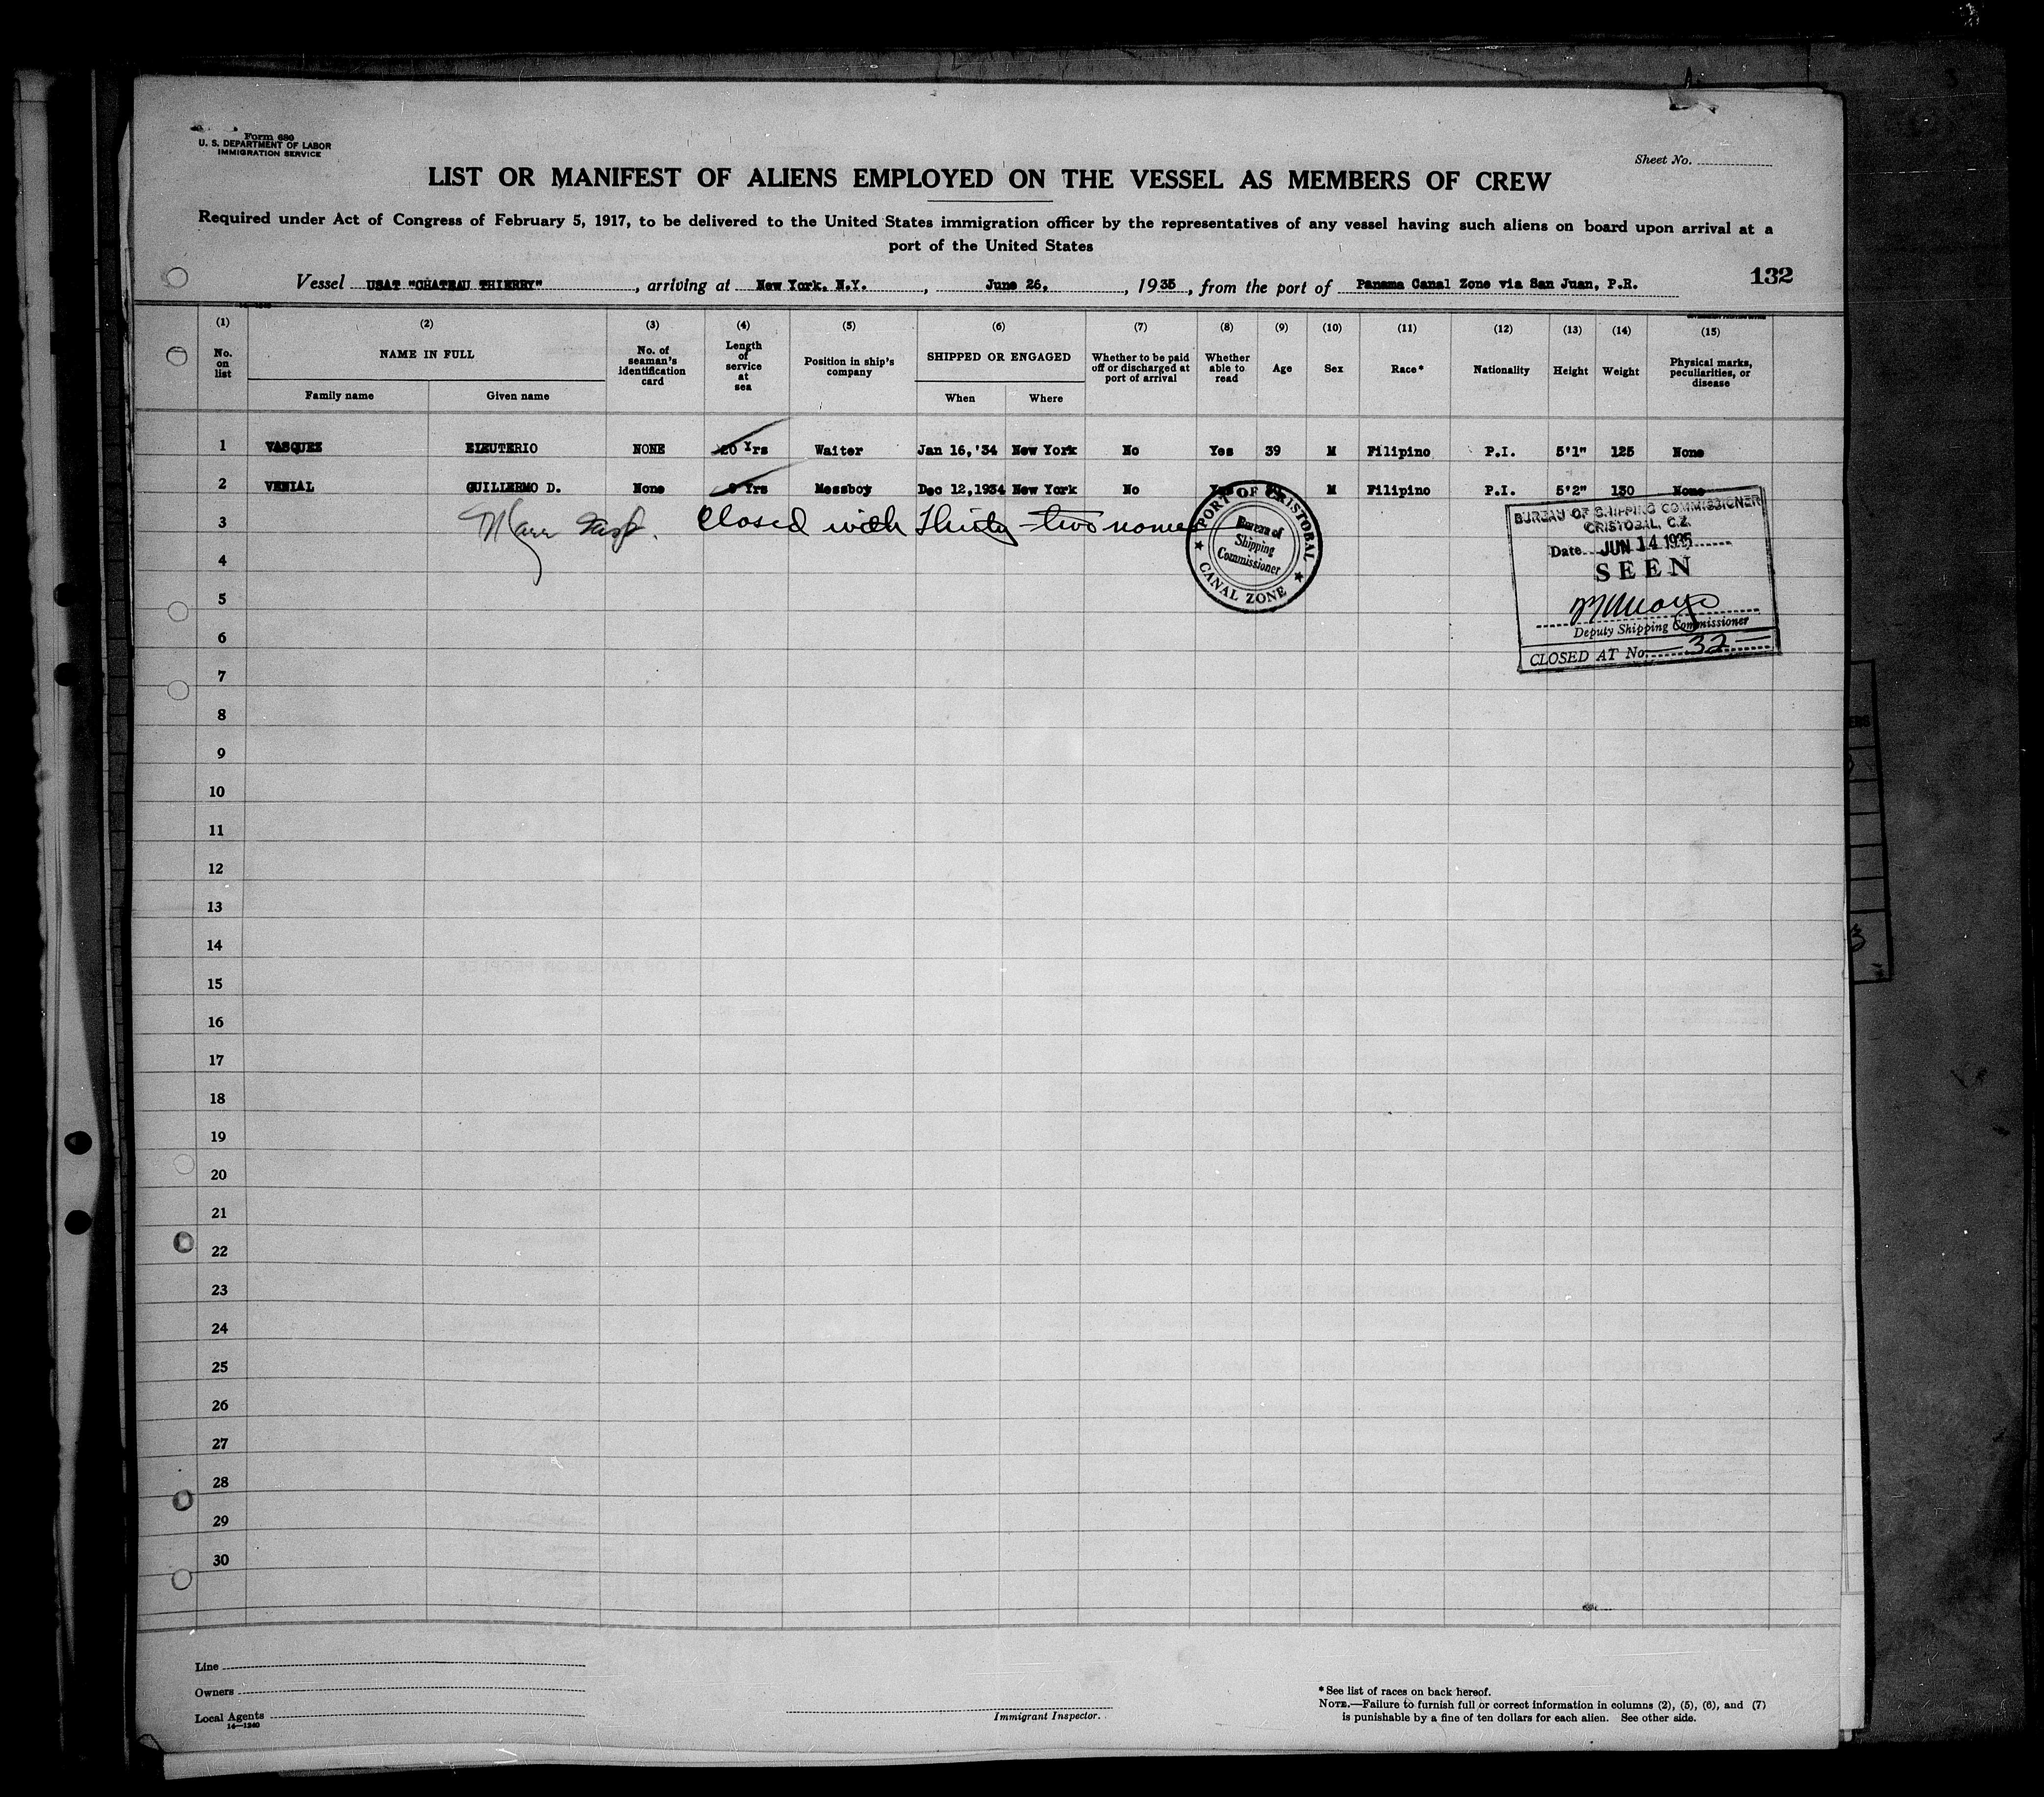 Form 680
U. S. DEPARTMENT OF LABOR
IMMIGRATION SERVICE
Sheet No.
LIST OR MANIFEST OF ALIENS EMPLOYED ON THE VESSEL AS MEMBERS OF CREW
Required under Act of Congress of February 5, 1917, to be delivered to the United States immigration officer by the representatives of any vessel having such aliens on board upon arrival at a
port of the United States
132
Vessel USAT "CHATEAU THIERRY", arriving at New York, N.Y., June 26, 1935, from the port of Panama Canal Zone via San Juan, P.R.
(1) (2) (3) (4) (5) (6) (7) (8) (9) (10) (11) (12) (13) (14) (15)
No. on list NAME IN FULL No. of seaman's identification card Length of service at sea Position in ship's company SHIPPED OR ENGAGED Whether to be paid off or discharged at port of arrival Whether able to read Age Sex Race* Nationality Height Weight Physical marks, peculiarities, or disease
Family name Given name When Where
1 VASQUEZ ELEUTERIO NONE 20 Yrs Waiter Jan 16,'34 New York No Yes 39 M Filipino P.I. 5'1" 125 None
2 VENIAL GUILLERMO D. None Yrs Messboy Dec 12,1934 New York No Yes M Filipino P.I. 5'2" 130 None
3 Closed with Thirty-two names
PORT OF CRISTOBAL
Bureau of
Shipping
Commissioner
CANAL ZONE
BUREAU OF SHIPPING COMMISSIONER
CRISTOBAL, C.Z.
Date JUN 14 1935
SEEN
Deputy Shipping Commissioner
CLOSED AT No. 32
4
5
6
7
8
9
10
11
12
13
14
15
16
17
18
19
20
21
22
23
24
25
26
27
28
29
30
Line
Owners
Local Agents
14—1240
Immigrant Inspector.
* See list of races on back hereof.
NOTE.—Failure to furnish full or correct information in columns (2), (5), (6), and (7)
is punishable by a fine of ten dollars for each alien. See other side.